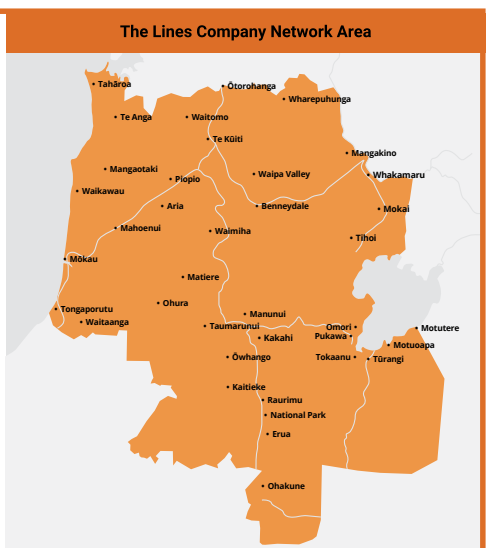 The Lines Company Network Area
Tahāroa
Ōtorohanga
Wharepuhunga
Te Anga
Waitomo
Te Kūiti
Mangakino
Mangaotaki
Piopio
Waipa Valley
Whakamaru
Waikawau
Aria
Benneydale
Mokai
Mahoenui
Waimiha
Tihoi
Mōkau
Matiere
Ohura
Tongaporutu
Manunui
Waitaanga
Taumarunui
Omori
Motutere
Kakahi
Pukawa
Motuoapa
Ōwhango
Tokaanu
Tūrangi
Kaitieke
Raurimu
National Park
Erua
Ohakune